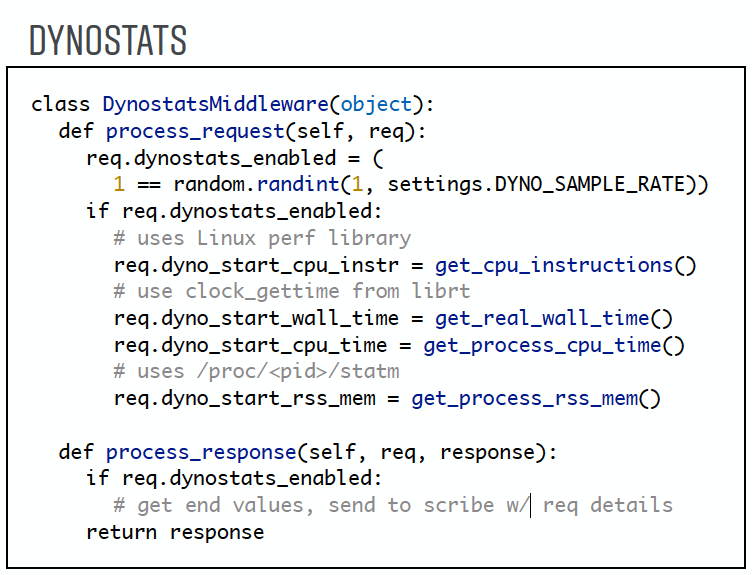 DYNOSTATS
class DynostatsMiddleware(object):
  def process_request(self, req):
    req.dynostats_enabled = (
      1 == random.randint(1, settings.DYNO_SAMPLE_RATE))
    if req.dynostats_enabled:
      # uses Linux perf library
      req.dyno_start_cpu_instr = get_cpu_instructions()
      # use clock_gettime from librt
      req.dyno_start_wall_time = get_real_wall_time()
      req.dyno_start_cpu_time = get_process_cpu_time()
      # uses /proc/<pid>/statm
      req.dyno_start_rss_mem = get_process_rss_mem()

  def process_response(self, req, response):
    if req.dynostats_enabled:
      # get end values, send to scribe w/ req details
    return response